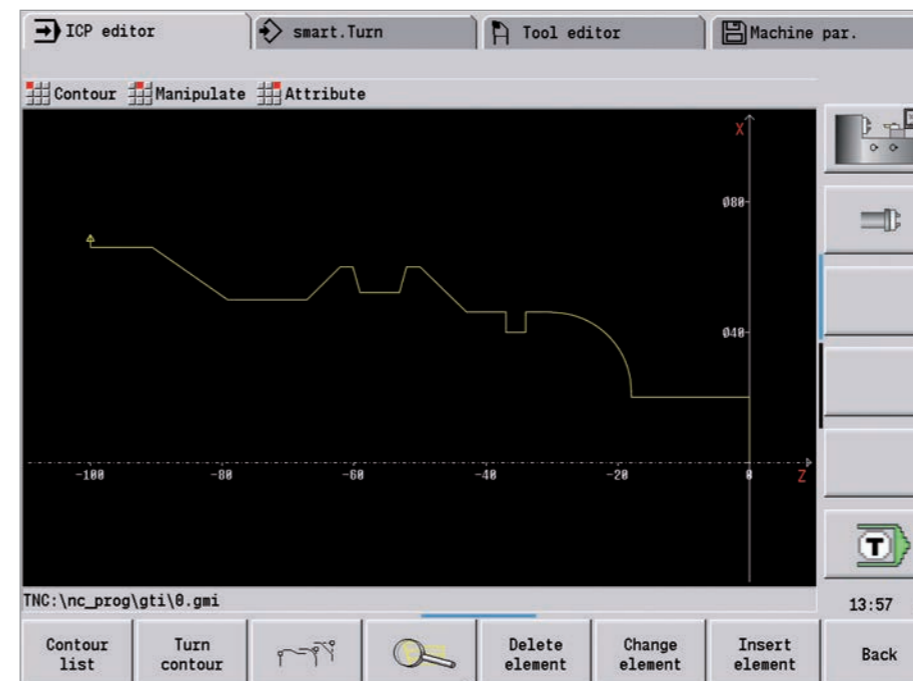 ICP editor smart.Turn Tool editor Machine par.
Contour Manipulate Attribute
X
Ø80
Ø40
-100 -80 -60 -40 -20 0 Z
T
TNC:\nc_prog\gti\0.gmi
13:57
Contour list
Turn contour
Delete element
Change element
Insert element
Back